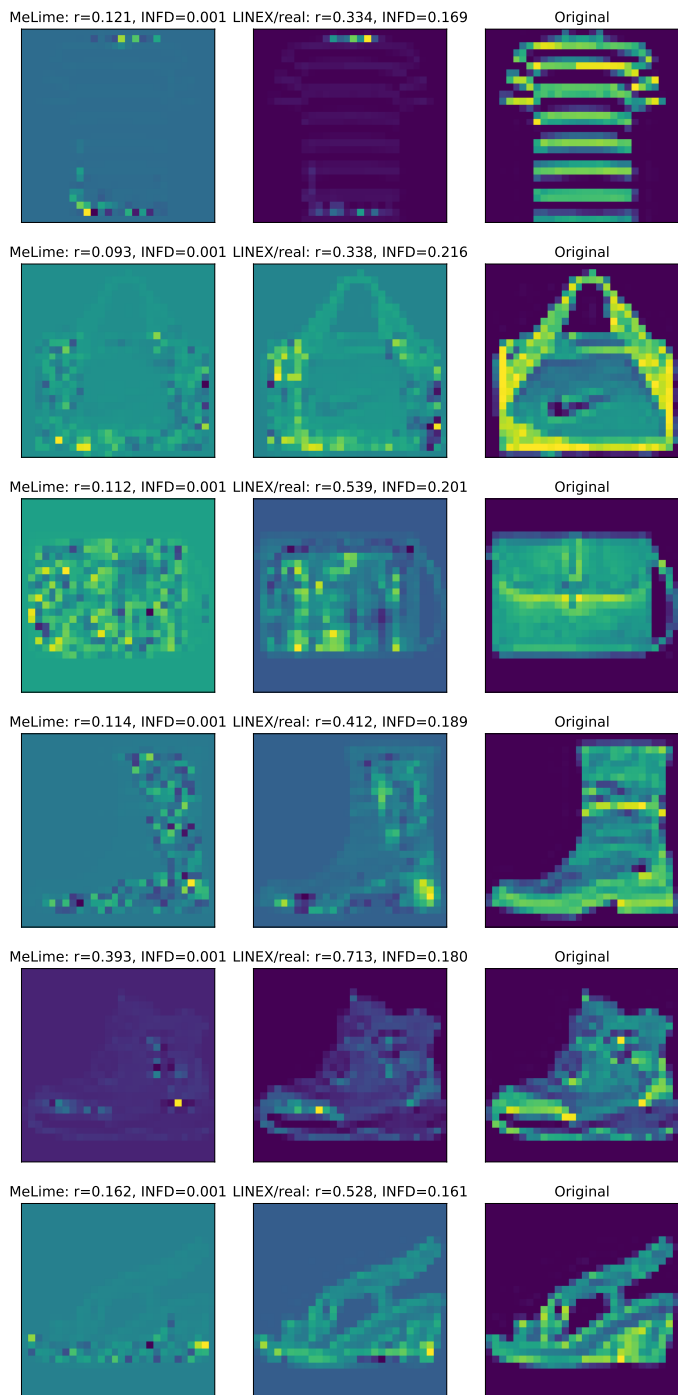 MeLime: r=0.121, INFD=0.001 LINEX/real: r=0.334, INFD=0.169 Original
MeLime: r=0.093, INFD=0.001 LINEX/real: r=0.338, INFD=0.216 Original
MeLime: r=0.112, INFD=0.001 LINEX/real: r=0.539, INFD=0.201 Original
MeLime: r=0.114, INFD=0.001 LINEX/real: r=0.412, INFD=0.189 Original
MeLime: r=0.393, INFD=0.001 LINEX/real: r=0.713, INFD=0.180 Original
MeLime: r=0.162, INFD=0.001 LINEX/real: r=0.528, INFD=0.161 Original